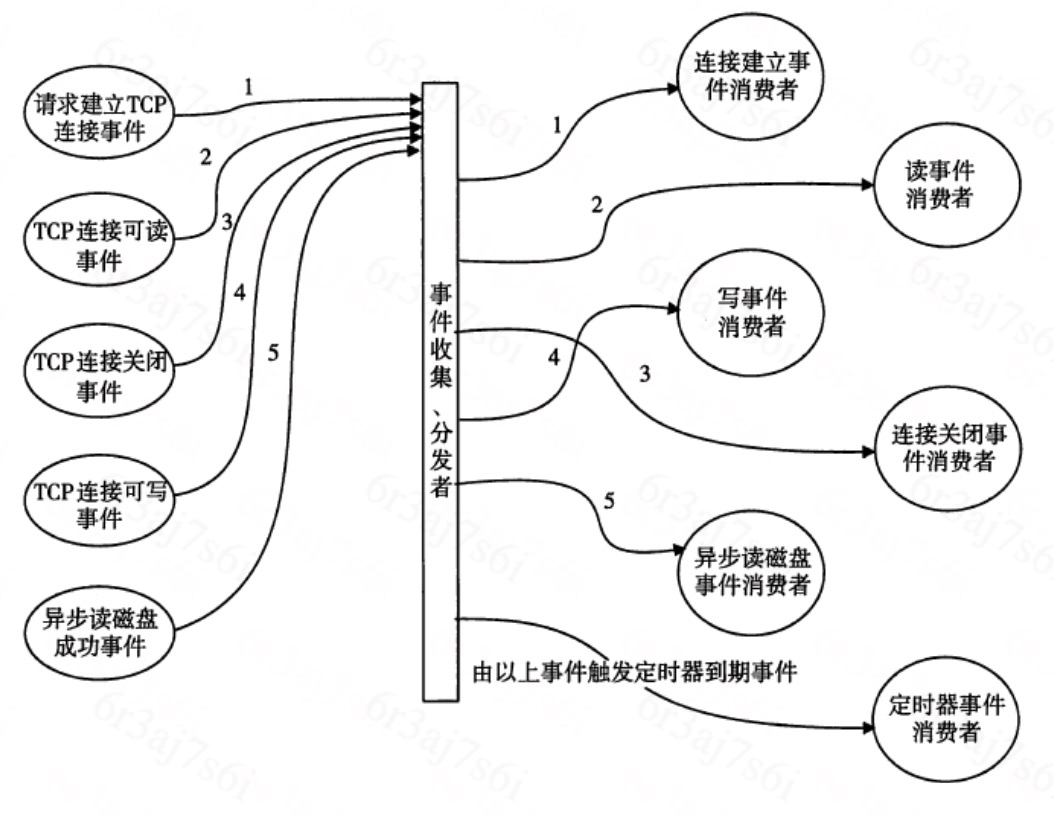 请求建立TCP
连接事件
1
TCP连接可读
事件
2
TCP连接关闭
事件
3
TCP连接可写
事件
4
异步读磁盘
成功事件
5
事件收集、分发者
1
连接建立事
件消费者
2
读事件
消费者
4
写事件
消费者
3
连接关闭事
件消费者
5
异步读磁盘
事件消费者
由以上事件触发定时器到期事件
定时器事件
消费者
6r3aj7s6i